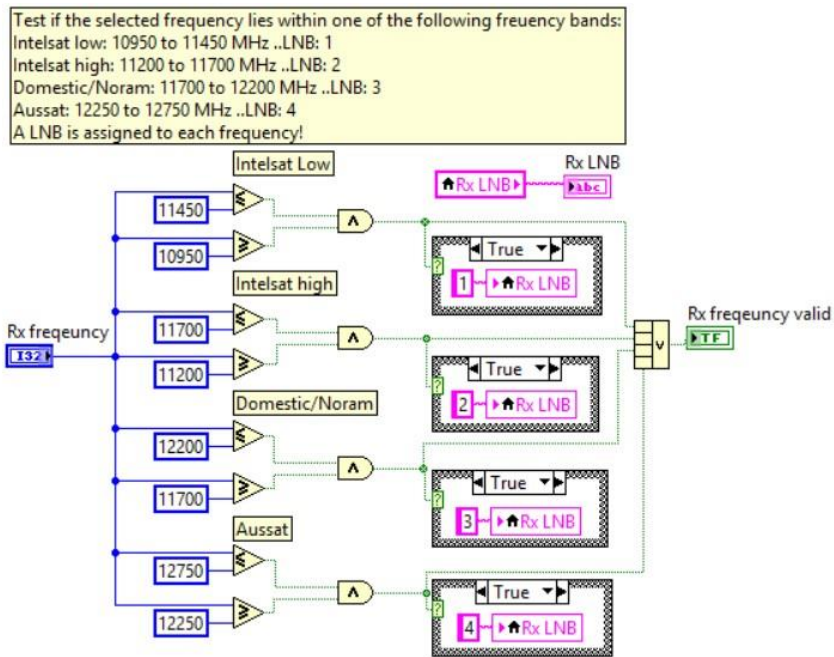 Test if the selected frequency lies within one of the following freuency bands:
Intelsat low: 10950 to 11450 MHz ..LNB: 1
Intelsat high: 11200 to 11700 MHz ..LNB: 2
Domestic/Noram: 11700 to 12200 MHz ..LNB: 3
Aussat: 12250 to 12750 MHz ..LNB: 4
A LNB is assigned to each frequency!
Intelsat Low
Rx LNB
Rx LNB
abc
≤
11450
∧
≥
10950
True
?
1
Rx LNB
Intelsat high
≤
11700
∧
≥
11200
Rx freqeuncy
I32
Rx freqeuncy valid
TF
∨
True
?
2
Rx LNB
Domestic/Noram
≤
12200
∧
≥
11700
True
?
3
Rx LNB
Aussat
≤
12750
∧
≥
12250
True
?
4
Rx LNB